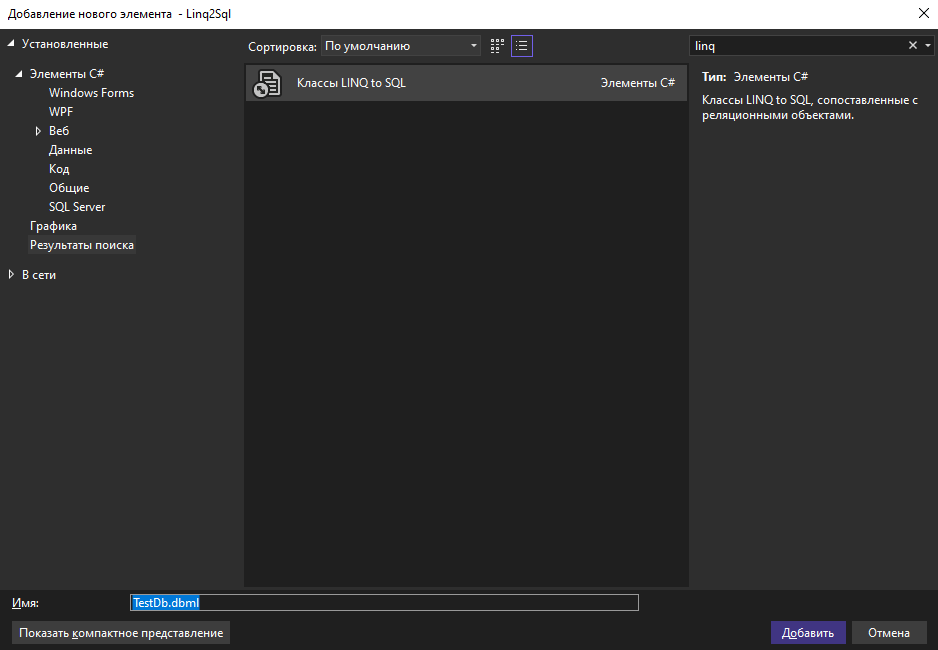 Добавление нового элемента - Linq2Sql
Установленные
Элементы C#
Windows Forms
WPF
Веб
Данные
Код
Общие
SQL Server
Графика
Результаты поиска
В сети
Сортировка: По умолчанию
Классы LINQ to SQL Элементы C#
linq
Тип: Элементы C#
Классы LINQ to SQL, сопоставленные с
реляционными объектами.
Имя: TestDb.dbml
Показать компактное представление
Добавить
Отмена